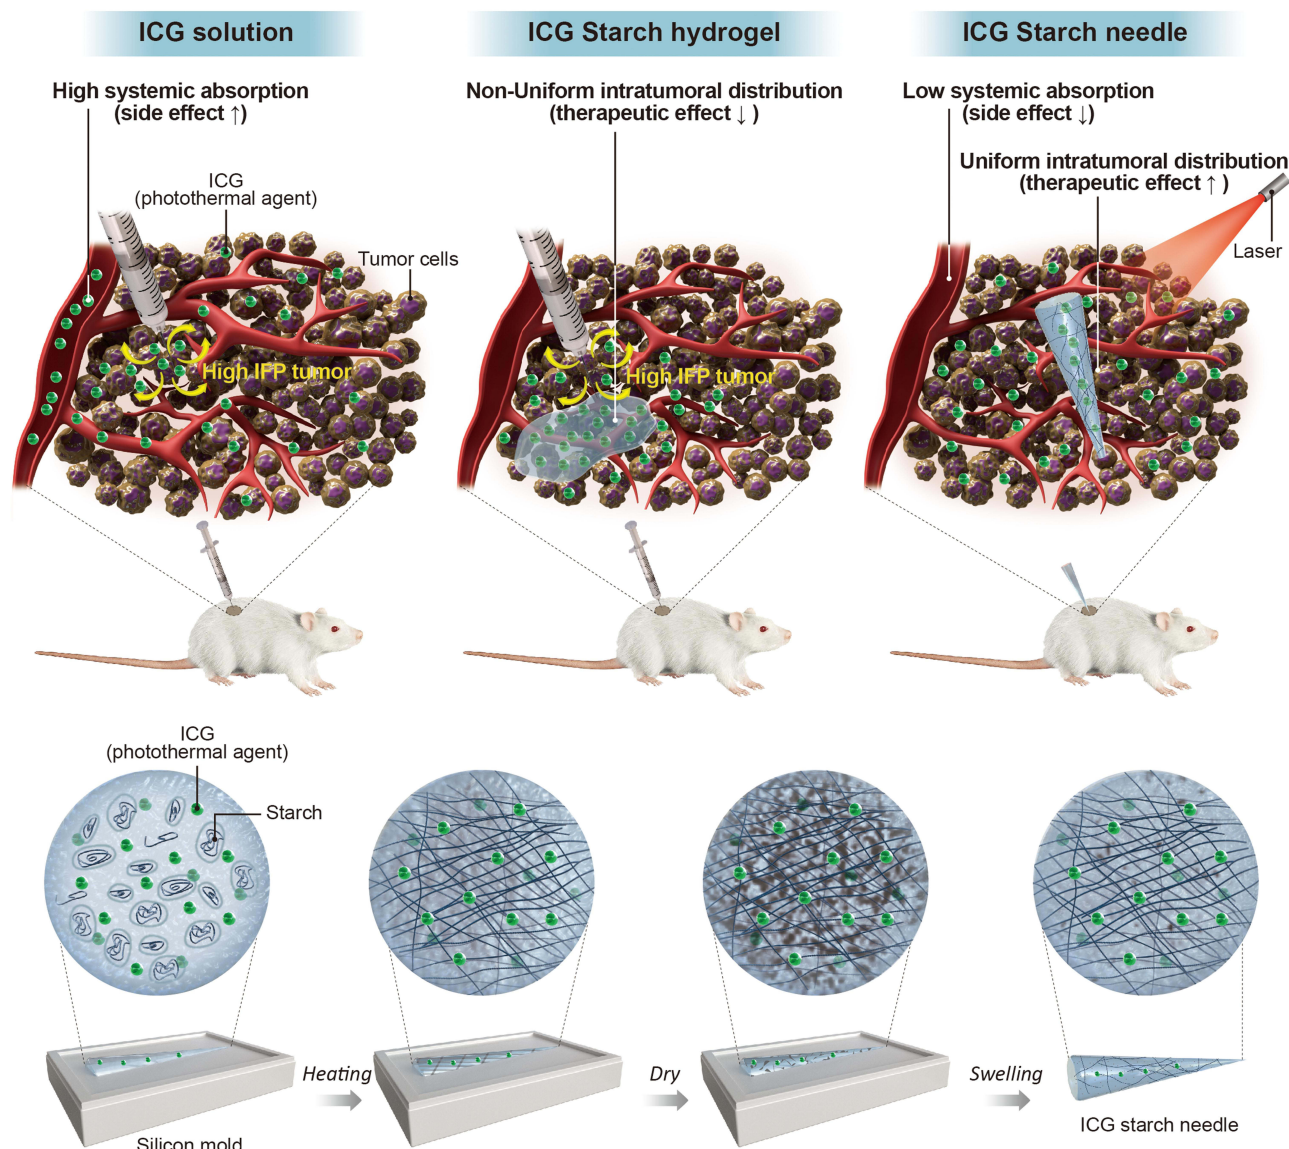 ICG solution
ICG Starch hydrogel
ICG Starch needle
High systemic absorption
(side effect ↑)
Non-Uniform intratumoral distribution
(therapeutic effect ↓ )
Low systemic absorption
(side effect ↓)
Uniform intratumoral distribution
(therapeutic effect ↑ )
ICG
(photothermal agent)
Tumor cells
Laser
High IFP tumor
High IFP tumor
ICG
(photothermal agent)
Starch
Heating
Dry
Swelling
Silicon mold
ICG starch needle